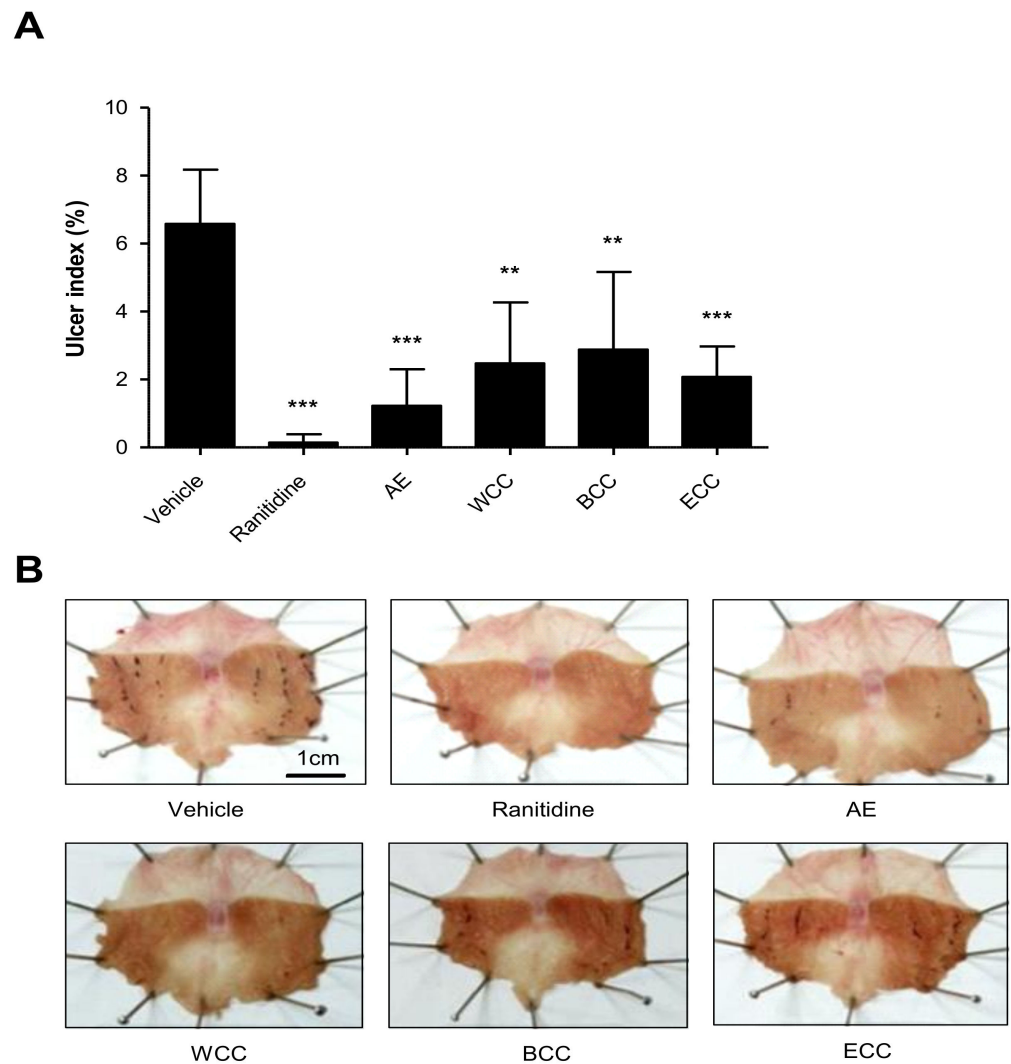 A
10
8
6
4
2
0
Ulcer index (%)
***
***
**
**
***
Vehicle
Ranitidine
AE
WCC
BCC
ECC
B
1cm
Vehicle
Ranitidine
AE
WCC
BCC
ECC